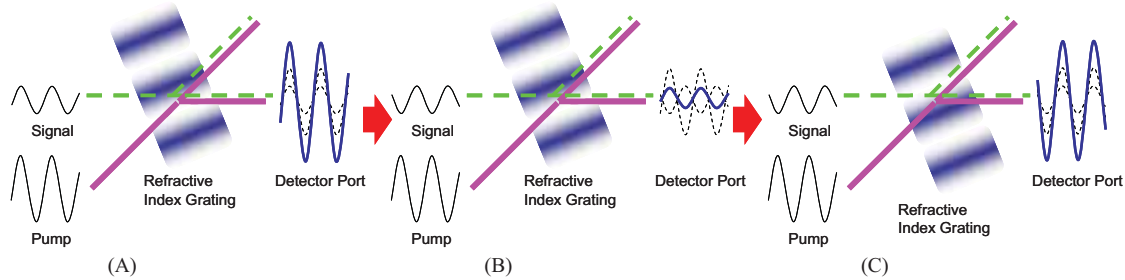 Signal
Pump
Refractive
Index Grating
Detector Port
(A)
Signal
Pump
Refractive
Index Grating
Detector Port
(B)
Signal
Pump
Refractive
Index Grating
Detector Port
(C)